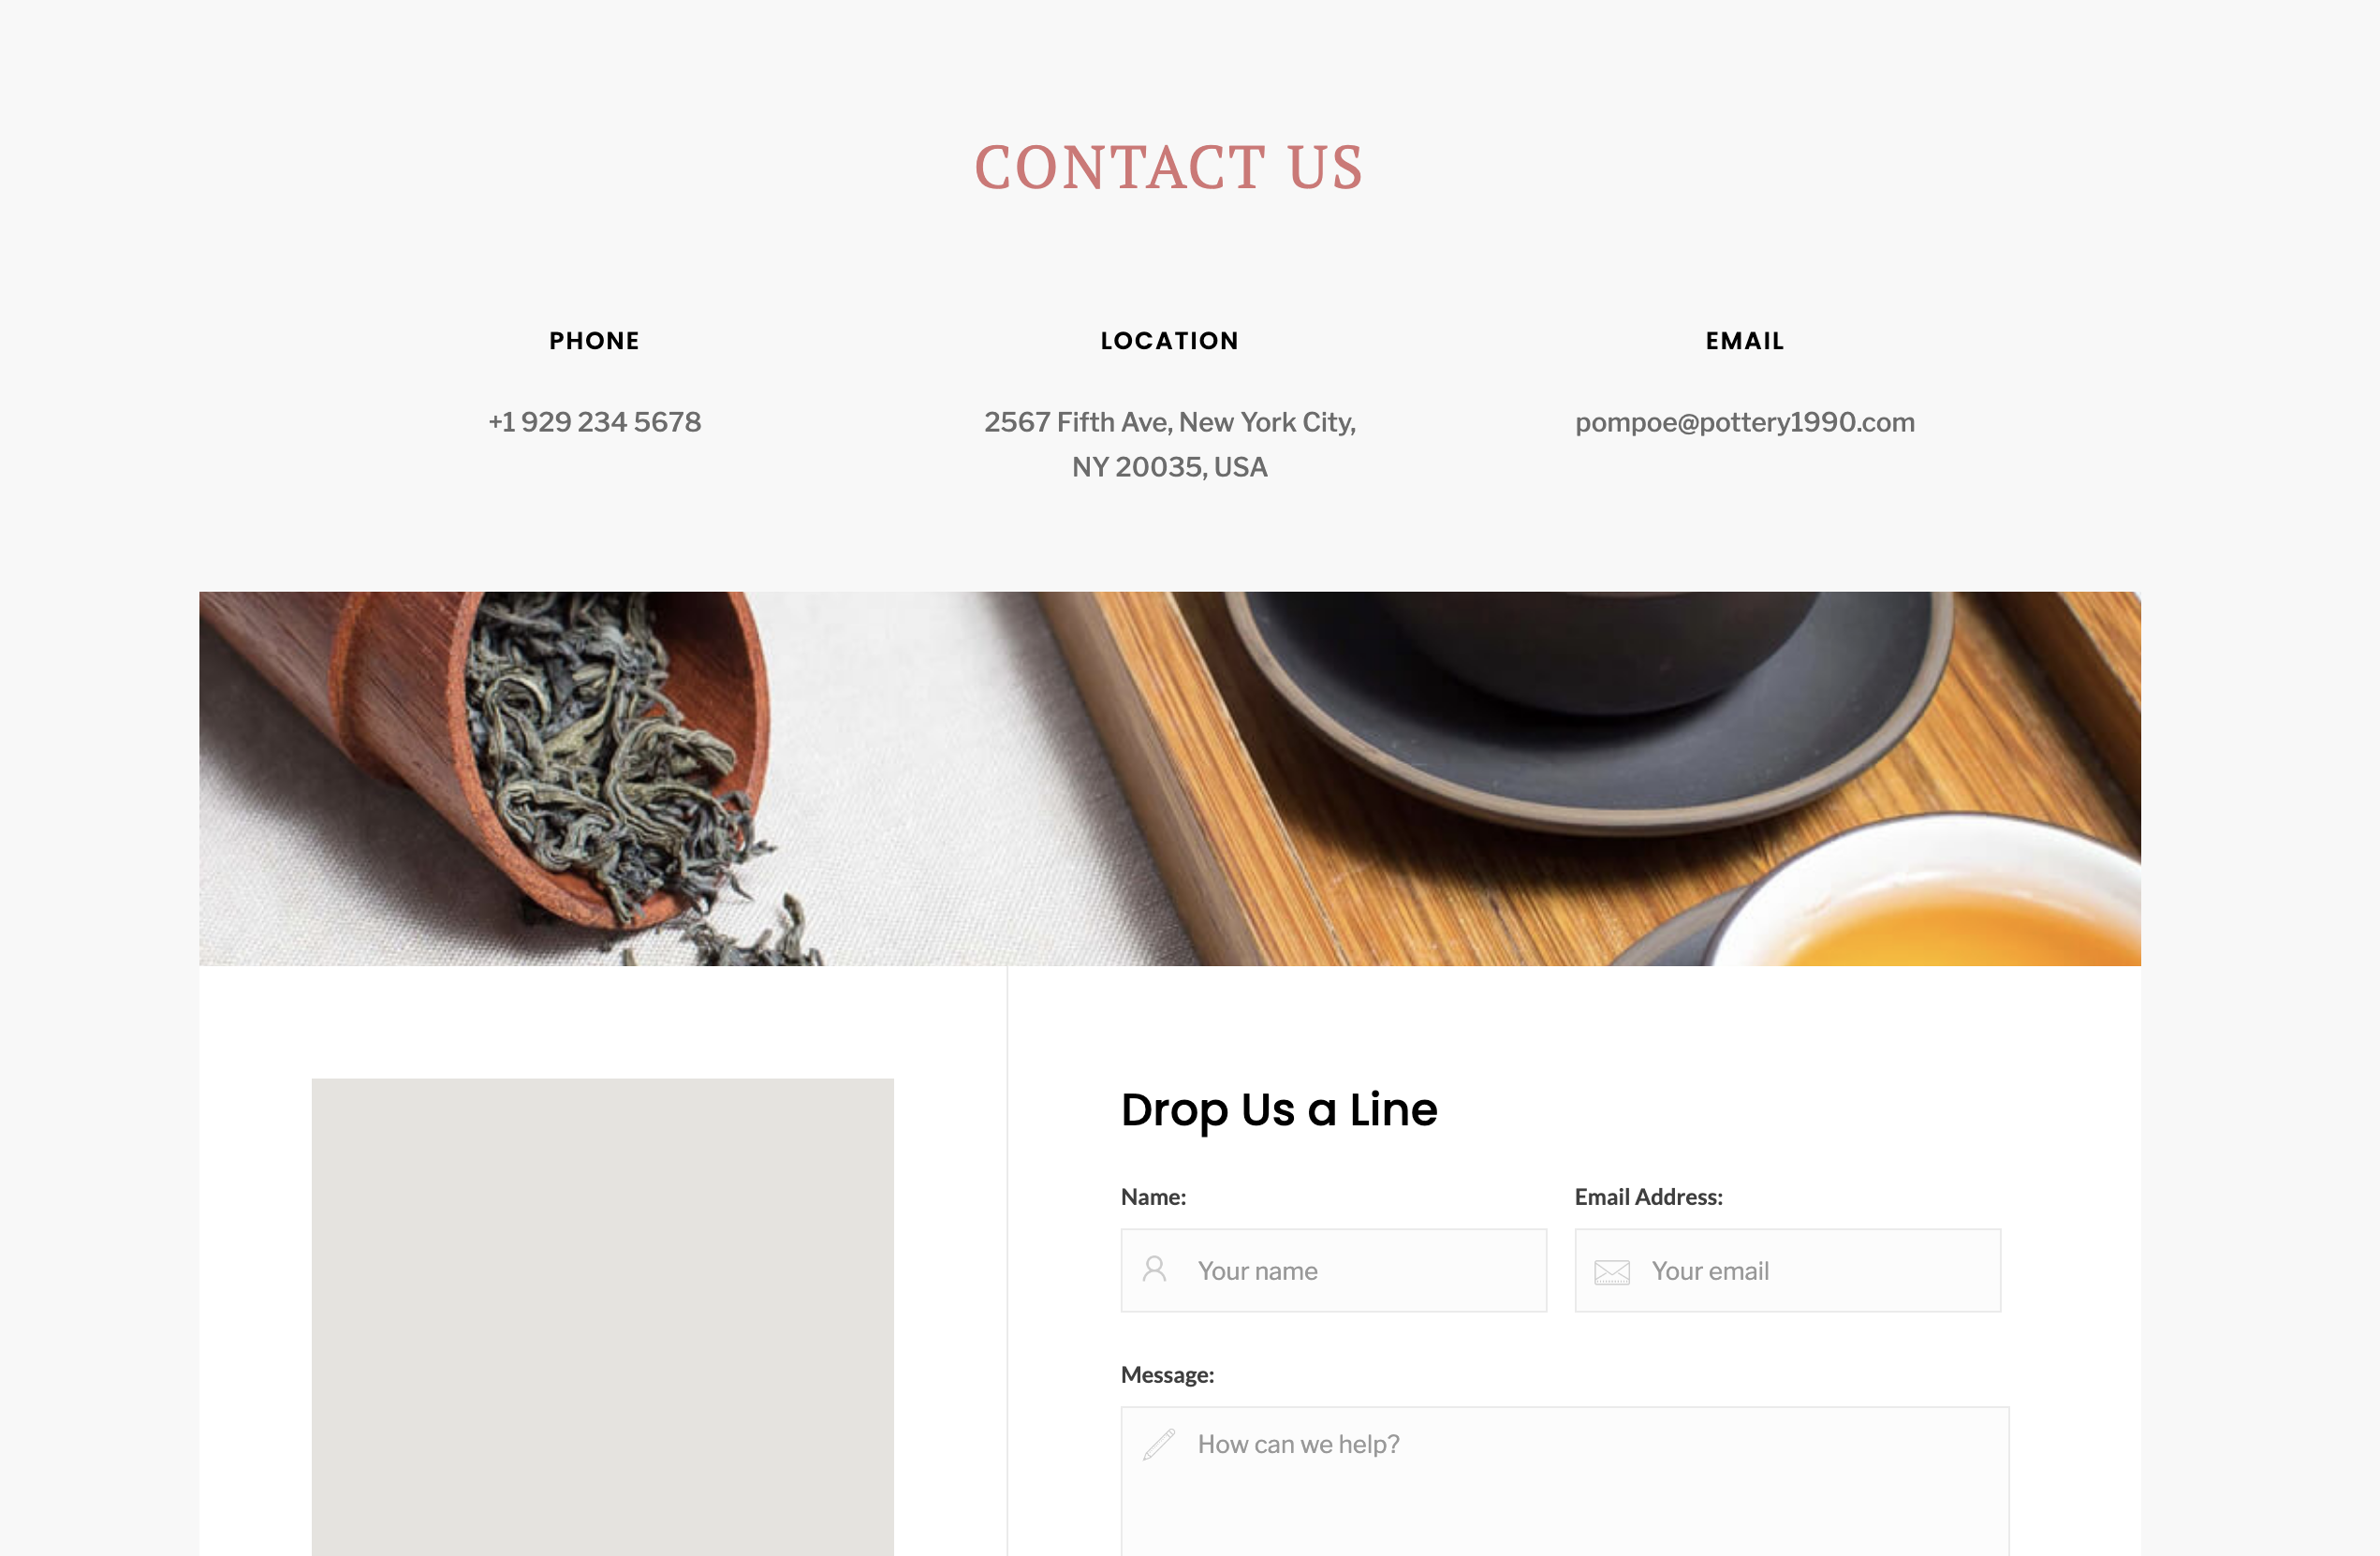 CONTACT US
PHONE
+1 929 234 5678
LOCATION
2567 Fifth Ave, New York City,
NY 20035, USA
EMAIL
pompoe@pottery1990.com
Drop Us a Line
Name:
Your name
Email Address:
Your email
Message:
How can we help?